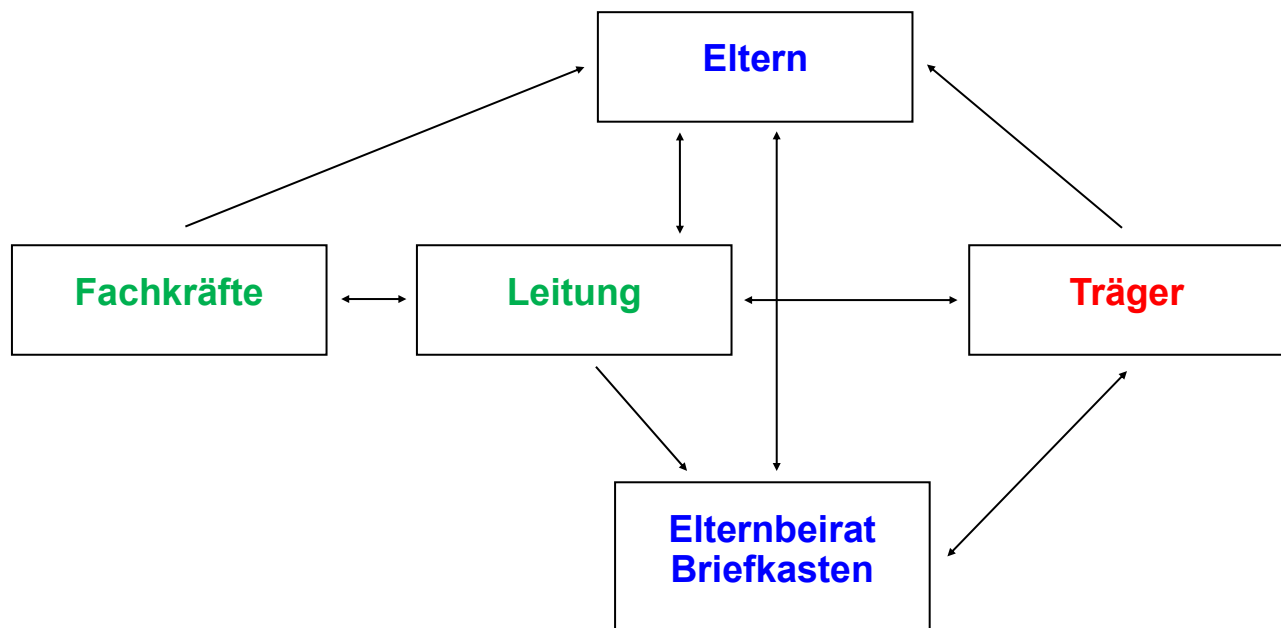 Eltern
Fachkräfte
Leitung
Träger
Elternbeirat
Briefkasten